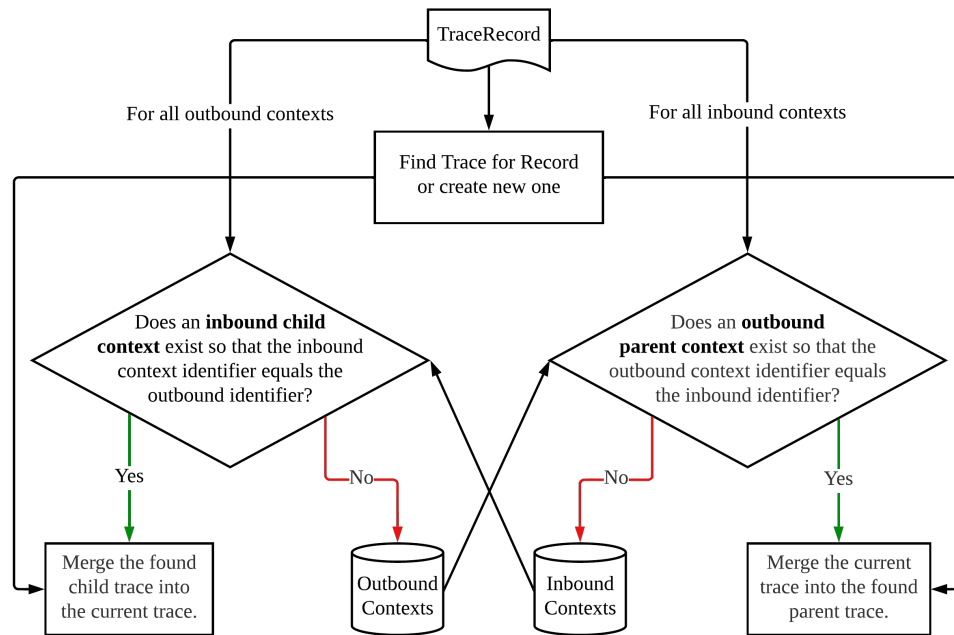 TraceRecord
For all outbound contexts
For all inbound contexts
Find Trace for Record
or create new one
Does an inbound child
context exist so that the inbound
context identifier equals the
outbound identifier?
Does an outbound
parent context exist so that the
outbound context identifier equals
the inbound identifier?
Yes
No
No
Yes
Merge the found
child trace into
the current trace.
Outbound
Contexts
Inbound
Contexts
Merge the current
trace into the found
parent trace.